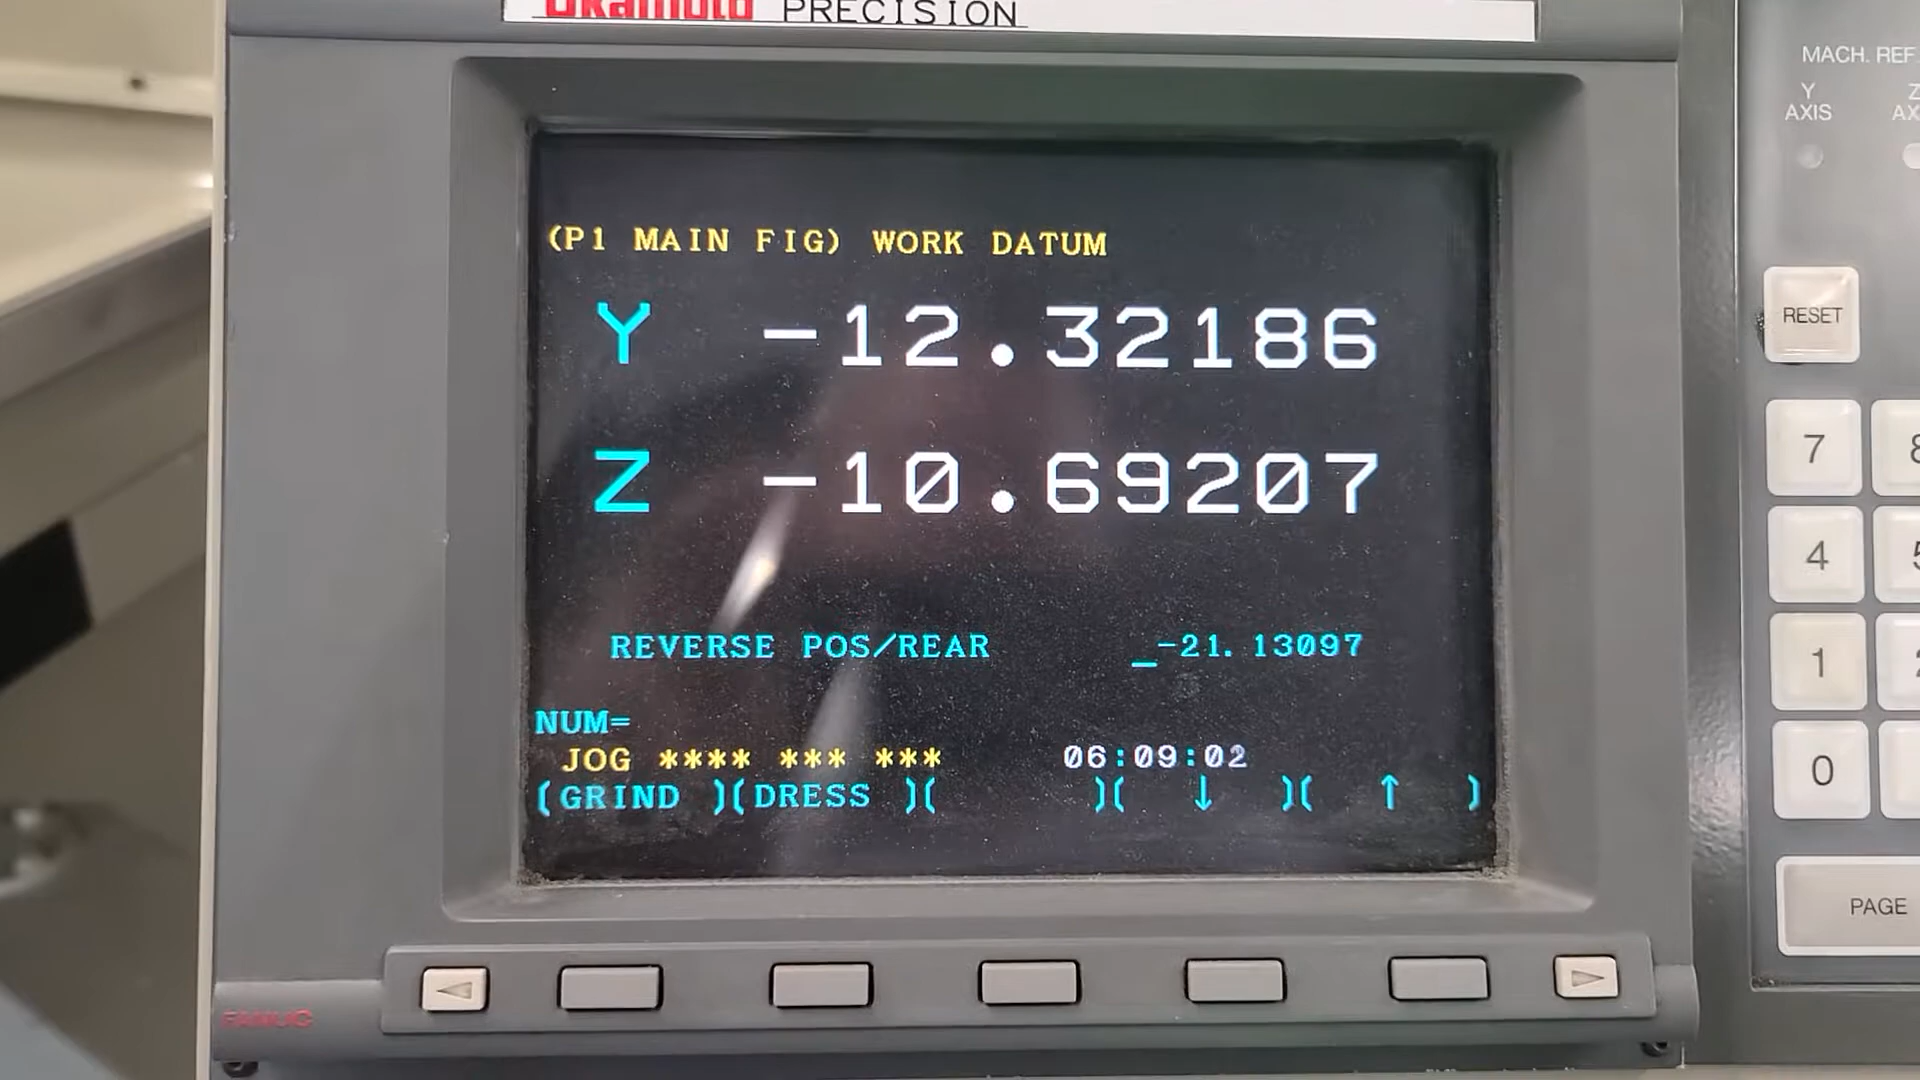 Okamoto PRECISION
MACH. REF.
Y AXIS
Z
(P1 MAIN FIG) WORK DATUM
Y -12.32186
Z -10.69207
RESET
REVERSE POS/REAR _-21.13097
NUM=
JOG **** *** *** 06:09:02
(GRIND )(DRESS )( )( ↓ )( ↑ )
7 8
4 5
1 2
0
PAGE
FANUC